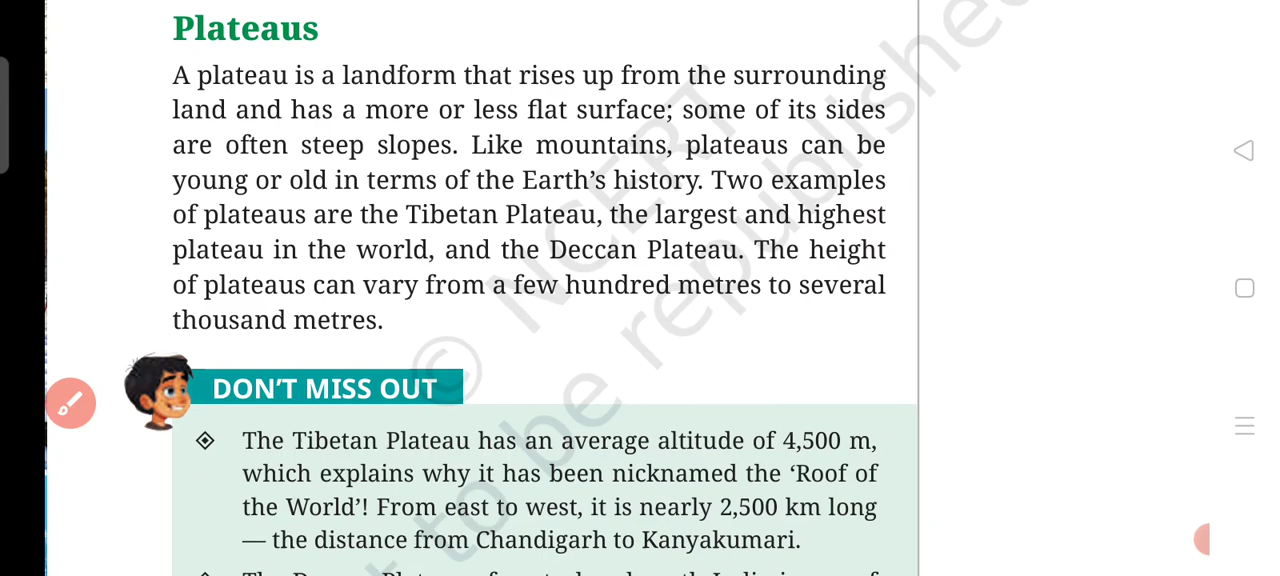 Plateaus
A plateau is a landform that rises up from the surrounding
land and has a more or less flat surface; some of its sides
are often steep slopes. Like mountains, plateaus can be
young or old in terms of the Earth’s history. Two examples
of plateaus are the Tibetan Plateau, the largest and highest
plateau in the world, and the Deccan Plateau. The height
of plateaus can vary from a few hundred metres to several
thousand metres.
© NCERT
to be republished
DON’T MISS OUT
The Tibetan Plateau has an average altitude of 4,500 m,
which explains why it has been nicknamed the ‘Roof of
the World’! From east to west, it is nearly 2,500 km long
— the distance from Chandigarh to Kanyakumari.